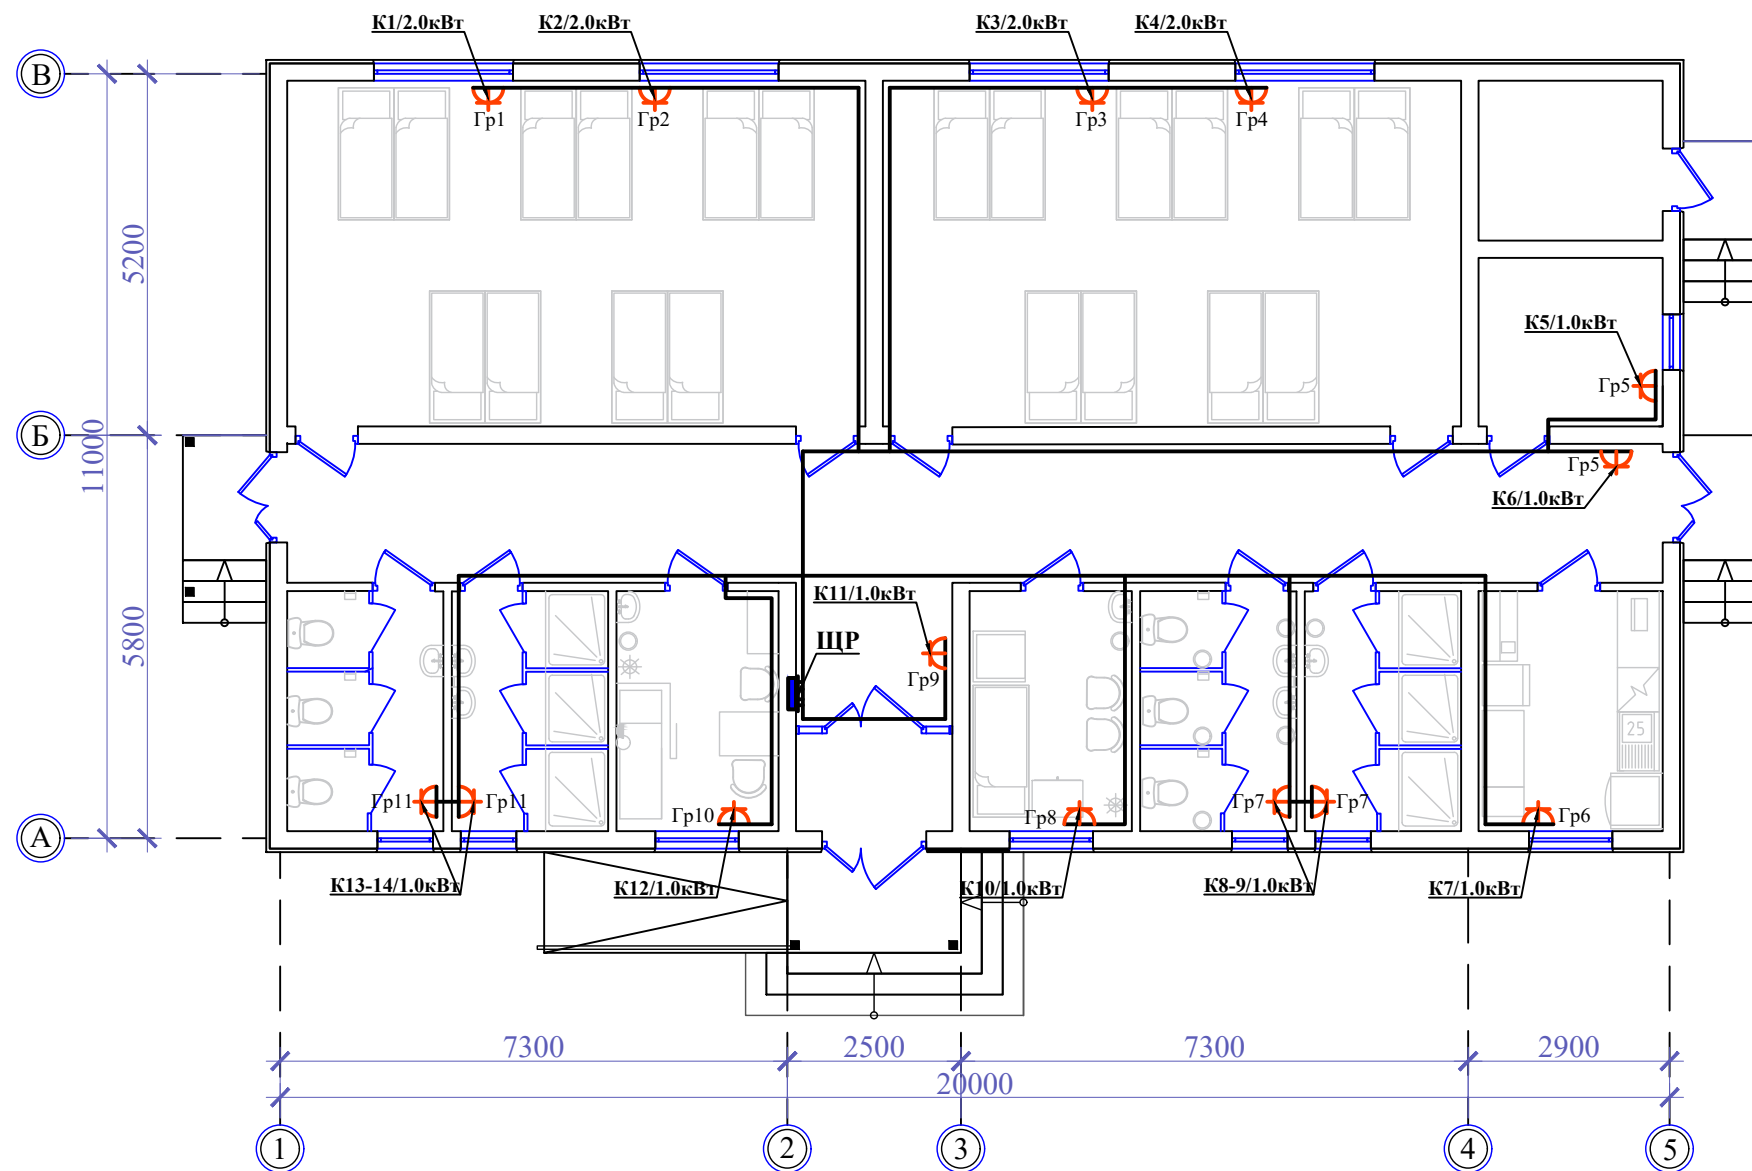 К1/2.0кВт
К2/2.0кВт
К3/2.0кВт
К4/2.0кВт
В
Гр1
Гр2
Гр3
Гр4
5200
К5/1.0кВт
Гр5
Б
11000
Гр5
К6/1.0кВт
К11/1.0кВт
5800
ЩР
Гр9
25
Гр11
Гр11
Гр10
Гр8
Гр7
Гр7
Гр6
А
К13-14/1.0кВт
К12/1.0кВт
К10/1.0кВт
К8-9/1.0кВт
К7/1.0кВт
7300
2500
7300
2900
20000
1
2
3
4
5